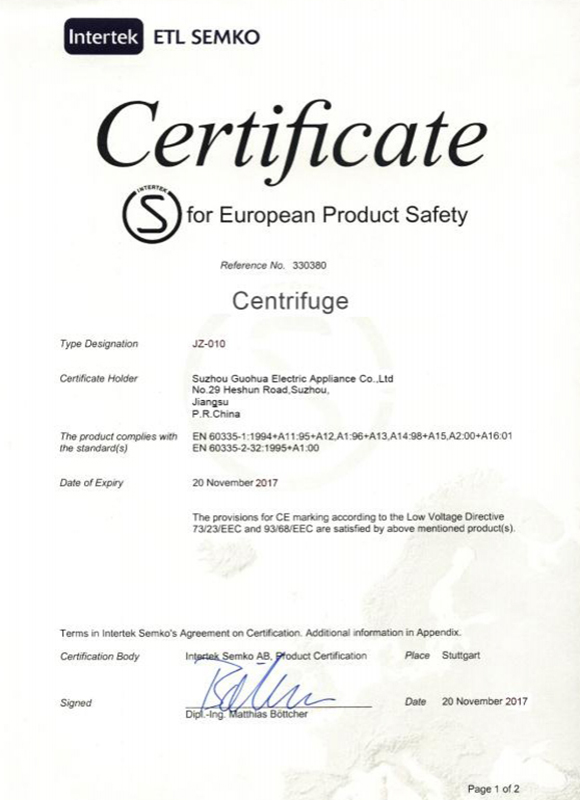 Intertek ETL SEMKO
Certificate
INTERTEK
S for European Product Safety
Reference No. 330380
Centrifuge
Type Designation JZ-010
Certificate Holder Suzhou Guohua Electric Appliance Co.,Ltd
No.29 Heshun Road,Suzhou,
Jiangsu
P.R.China
The product complies with EN 60335-1:1994+A11:95+A12,A1:96+A13,A14:98+A15,A2:00+A16:01
the standard(s) EN 60335-2-32:1995+A1:00
Date of Expiry 20 November 2017
The provisions for CE marking according to the Low Voltage Directive
73/23/EEC and 93/68/EEC are satisfied by above mentioned product(s).
Terms in Intertek Semko's Agreement on Certification. Additional information in Appendix.
Certification Body Intertek Semko AB, Product Certification Place Stuttgart
Signed Date 20 November 2017
Dipl.-Ing. Matthias Böttcher
Page 1 of 2